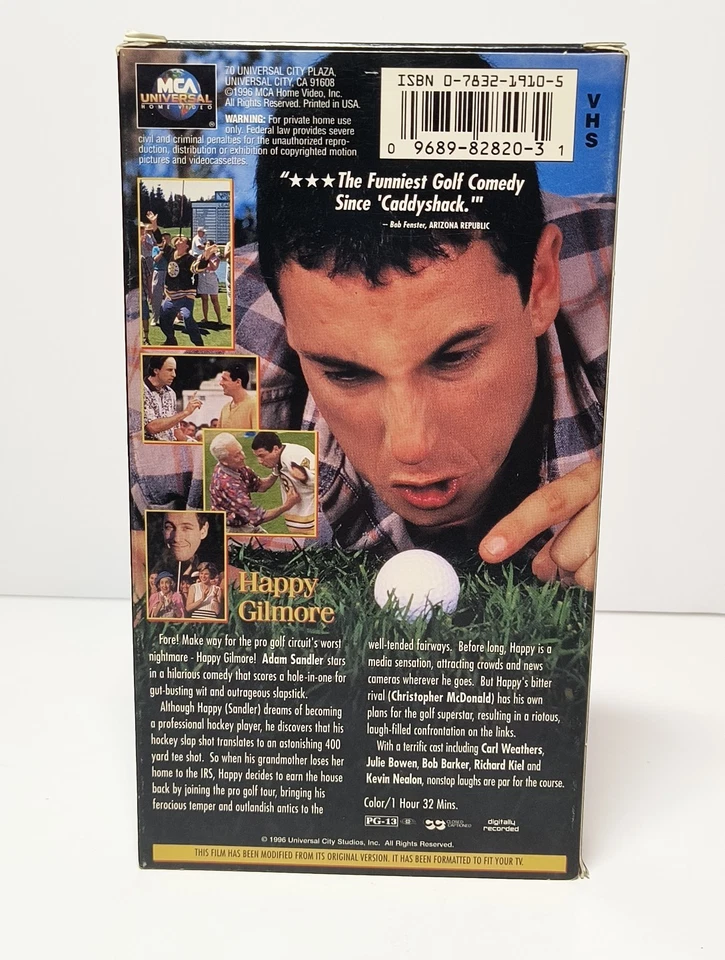 MCA
UNIVERSAL
HOME VIDEO
®
70 UNIVERSAL CITY PLAZA,
UNIVERSAL CITY, CA 91608
©1996 MCA Home Video, Inc.
All Rights Reserved. Printed in USA.
WARNING: For private home use
only. Federal law provides severe
civil and criminal penalties for the unauthorized repro-
duction, distribution or exhibition of copyrighted motion
pictures and videocassettes.
ISBN 0-7832-1910-5
0 9689-82820-3 1
VHS
"★★★The Funniest Golf Comedy
Since 'Caddyshack.'"
– Bob Fenster, ARIZONA REPUBLIC
Happy
Gilmore
Fore! Make way for the pro golf circuit's worst
nightmare - Happy Gilmore! Adam Sandler stars
in a hilarious comedy that scores a hole-in-one for
gut-busting wit and outrageous slapstick.
Although Happy (Sandler) dreams of becoming
a professional hockey player, he discovers that his
hockey slap shot translates to an astonishing 400
yard tee shot. So when his grandmother loses her
home to the IRS, Happy decides to earn the house
back by joining the pro golf tour, bringing his
ferocious temper and outlandish antics to the
well-tended fairways. Before long, Happy is a
media sensation, attracting crowds and news
cameras wherever he goes. But Happy's bitter
rival (Christopher McDonald) has his own
plans for the golf superstar, resulting in a riotous,
laugh-filled confrontation on the links.
With a terrific cast including Carl Weathers,
Julie Bowen, Bob Barker, Richard Kiel and
Kevin Nealon, nonstop laughs are par for the course.
Color/1 Hour 32 Mins.
PG-13
CC CLOSED CAPTIONED
digitally
recorded
© 1996 Universal City Studios, Inc. All Rights Reserved.
THIS FILM HAS BEEN MODIFIED FROM ITS ORIGINAL VERSION. IT HAS BEEN FORMATTED TO FIT YOUR TV.